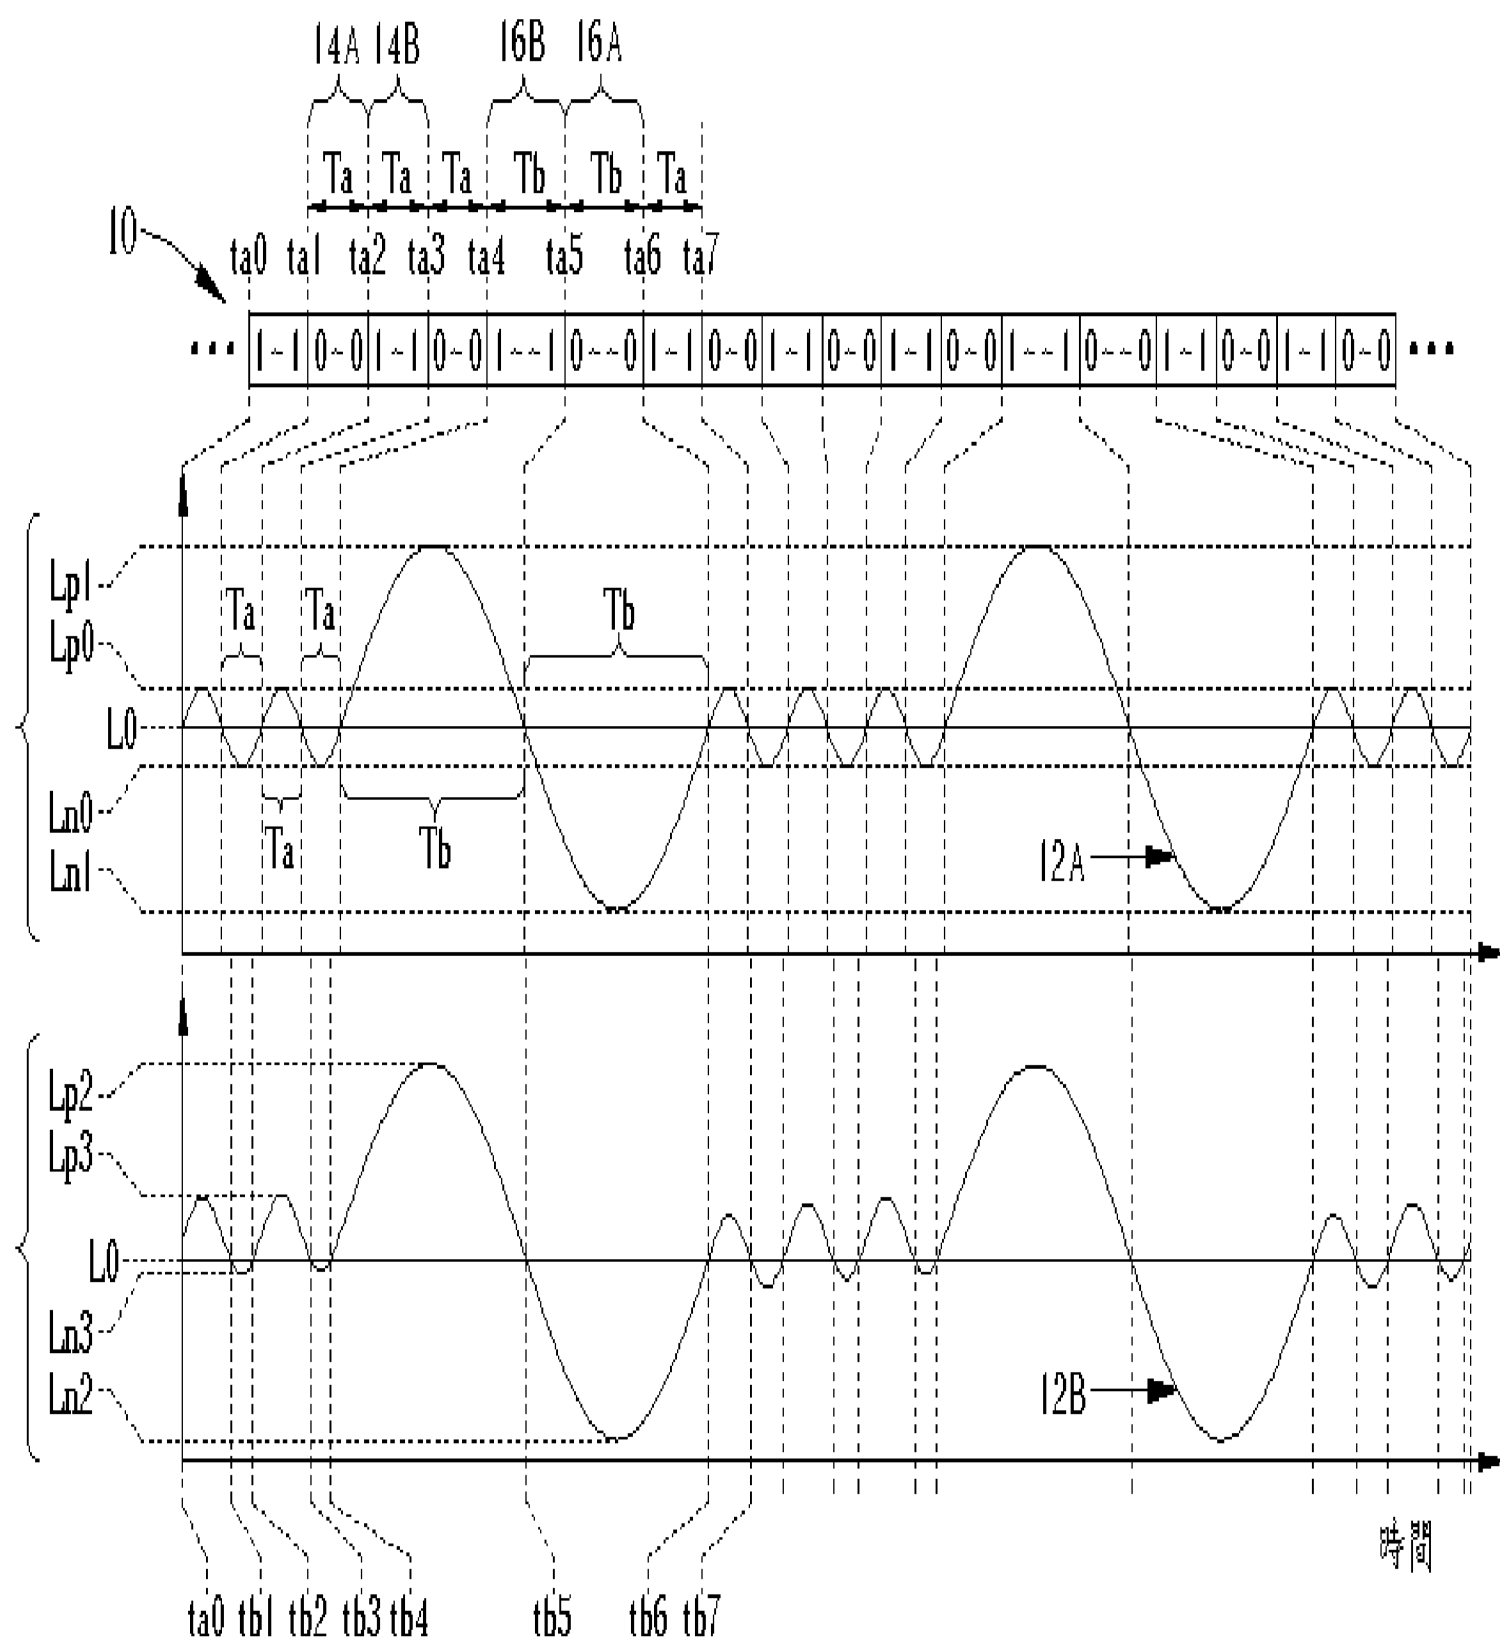 14A 14B 16B 16A
Ta Ta Ta Tb Tb Ta
10
ta0 ta1 ta2 ta3 ta4 ta5 ta6 ta7
... 1~1 0~0 1~1 0~0 1~~1 0~~0 1~1 0~0 1~1 0~0 1~1 0~0 1~~1 0~~0 1~1 0~0 1~1 0~0 ...
Lp1
Ta Ta Tb
Lp0
L0
Ln0
Ta Tb
12A
Ln1
Lp2
Lp3
L0
Ln3
Ln2
12B
時間
ta0 tb1 tb2 tb3 tb4 tb5 tb6 tb7